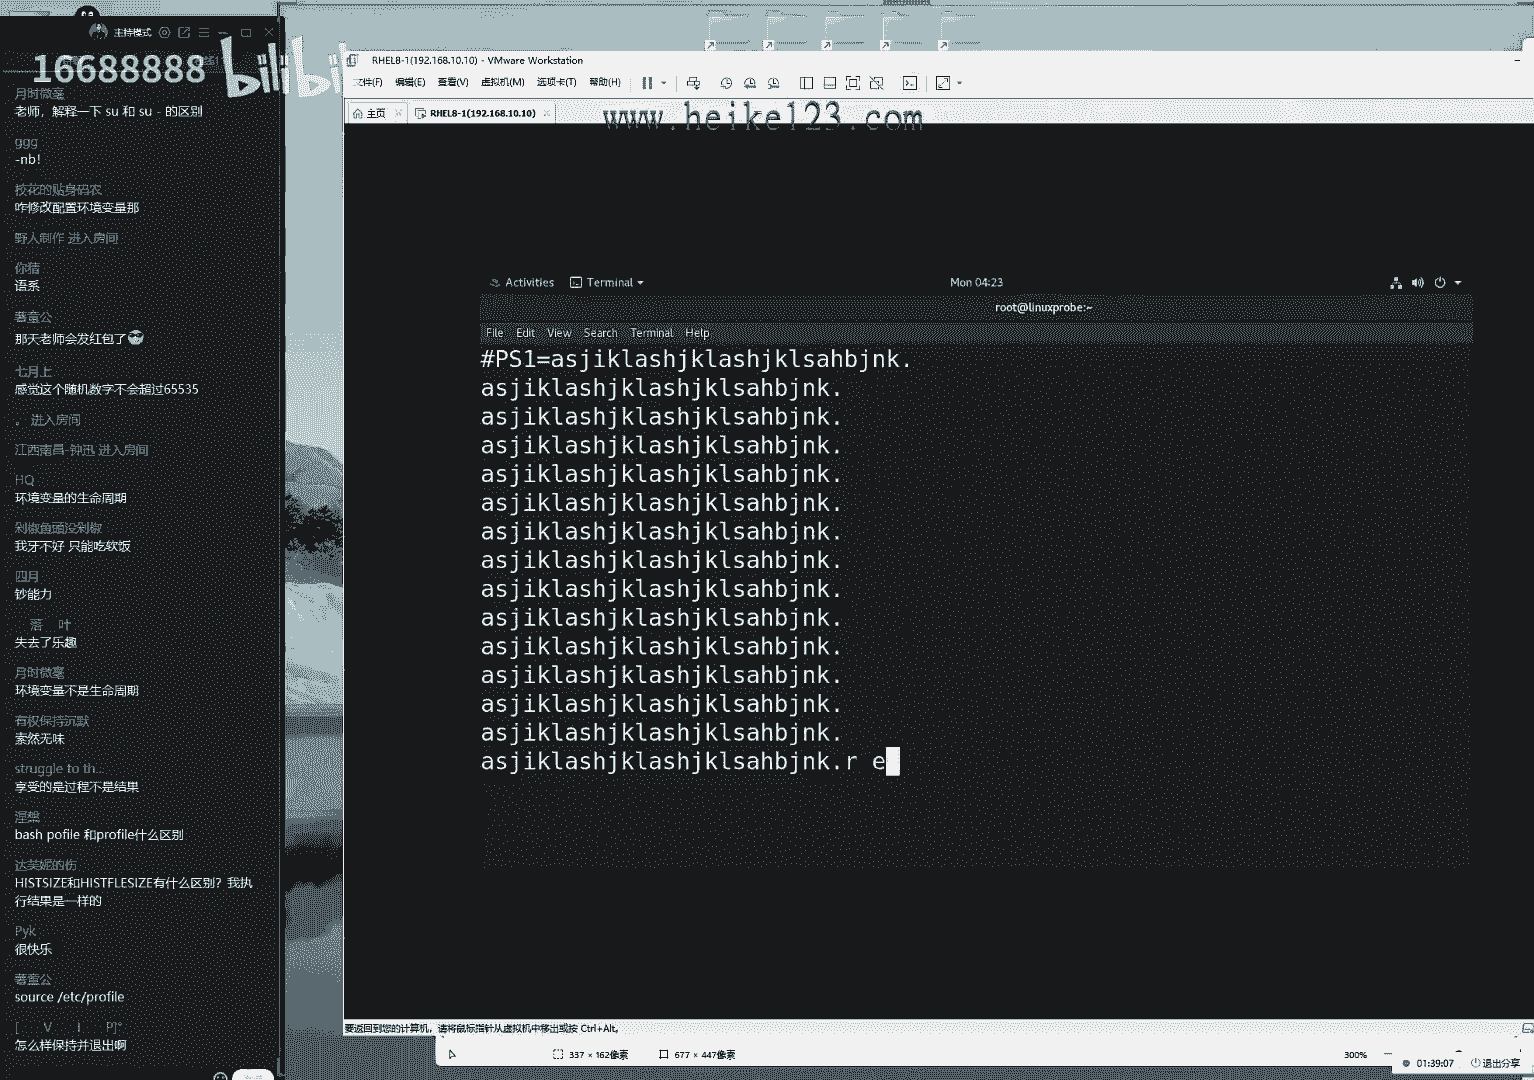 主持模式
16688888
bilibili
月时微毫
老师，解释一下 su 和 su - 的区别
ggg
-nb!
校花的贴身码农
咋修改配置环境变量那
野人制作 进入房间
你猜
语系
那天老师会发红包了
七月上
感觉这个随机数字不会超过65535
。 进入房间
江西南昌-钟迅 进入房间
HQ
环境变量的生命周期
剁椒鱼头没剁椒
我牙不好 只能吃软饭
四月
钞能力
落 叶
失去了乐趣
月时微毫
环境变量不是生命周期
有权保持沉默
索然无味
struggle to th...
享受的是过程不是结果
涅槃
bash pofile 和profile什么区别
达芙妮的伤
HISTSIZE和HISTFLESIZE有什么区别？我执
行结果是一样的
Pyk
很快乐
source /etc/profile
[ V I P]°
怎么样保持并退出啊
RHEL8-1(192.168.10.10) - VMware Workstation
文件(F) 编辑(E) 查看(V) 虚拟机(M) 选项卡(T) 帮助(H)
主页 RHEL8-1(192.168.10.10)
www.heike123.com
Activities Terminal Mon 04:23
root@linuxprobe:~
File Edit View Search Terminal Help
#PS1=asjiklashjklashjklsahbjnk.
asjiklashjklashjklsahbjnk.
asjiklashjklashjklsahbjnk.
asjiklashjklashjklsahbjnk.
asjiklashjklashjklsahbjnk.
asjiklashjklashjklsahbjnk.
asjiklashjklashjklsahbjnk.
asjiklashjklashjklsahbjnk.
asjiklashjklashjklsahbjnk.
asjiklashjklashjklsahbjnk.
asjiklashjklashjklsahbjnk.
asjiklashjklashjklsahbjnk.
asjiklashjklashjklsahbjnk.
asjiklashjklashjklsahbjnk.
asjiklashjklashjklsahbjnk.r e
要返回到您的计算机，请将鼠标指针从虚拟机中移出或按 Ctrl+Alt。
337 × 162像素 677 × 447像素 300%
01:39:07 退出分享